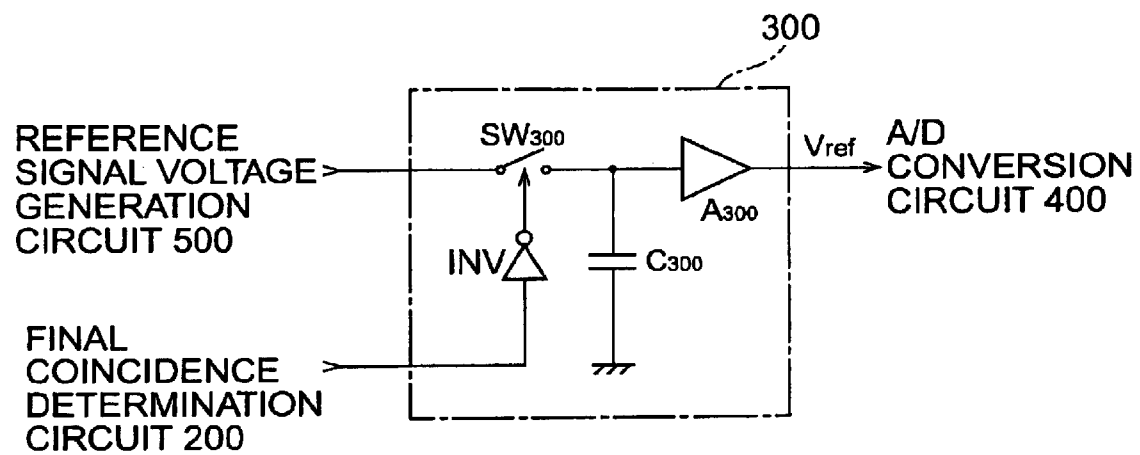 300
REFERENCE
SIGNAL VOLTAGE
GENERATION
CIRCUIT 500
SW300
A300
Vref
A/D
CONVERSION
CIRCUIT 400
INV
C300
FINAL
COINCIDENCE
DETERMINATION
CIRCUIT 200